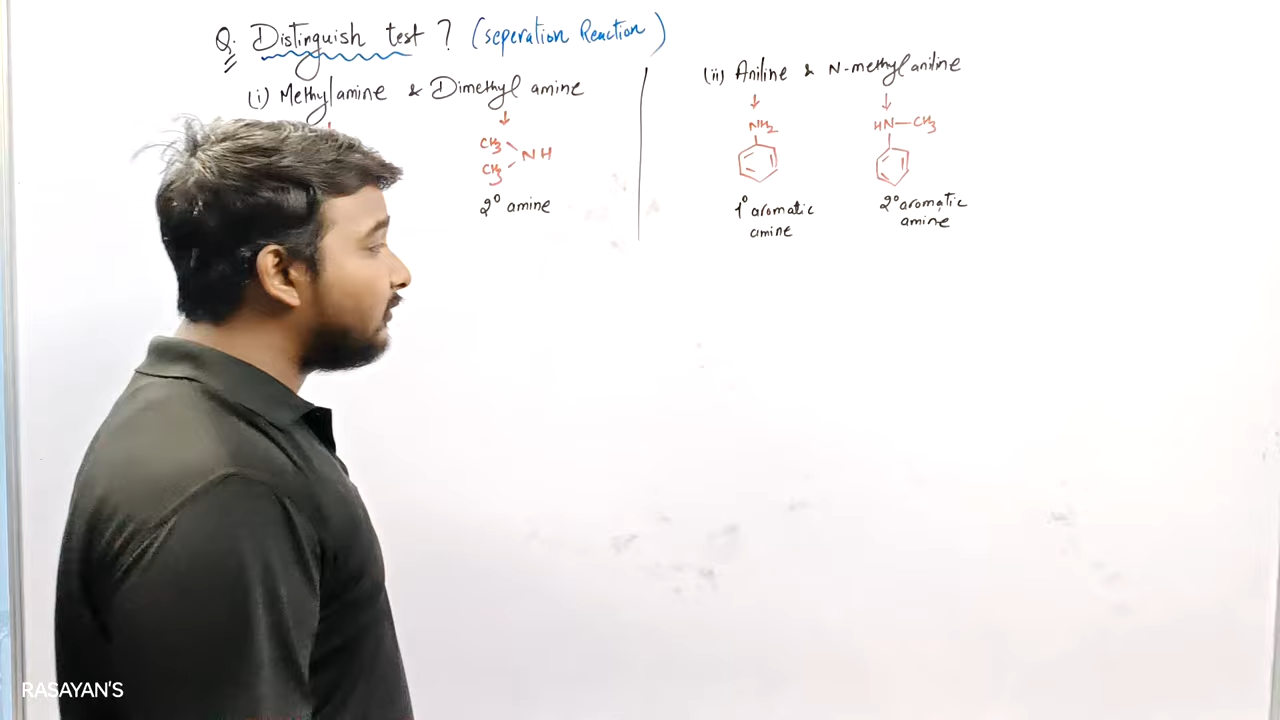 Q. Distinguish test ? (seperation Reaction)
(i) Methylamine & Dimethyl amine
CH3
CH3
NH
2° amine
(ii) Aniline & N-methylaniline
NH2
HN—CH3
1° aromatic
amine
2° aromatic
amine
RASAYAN'S